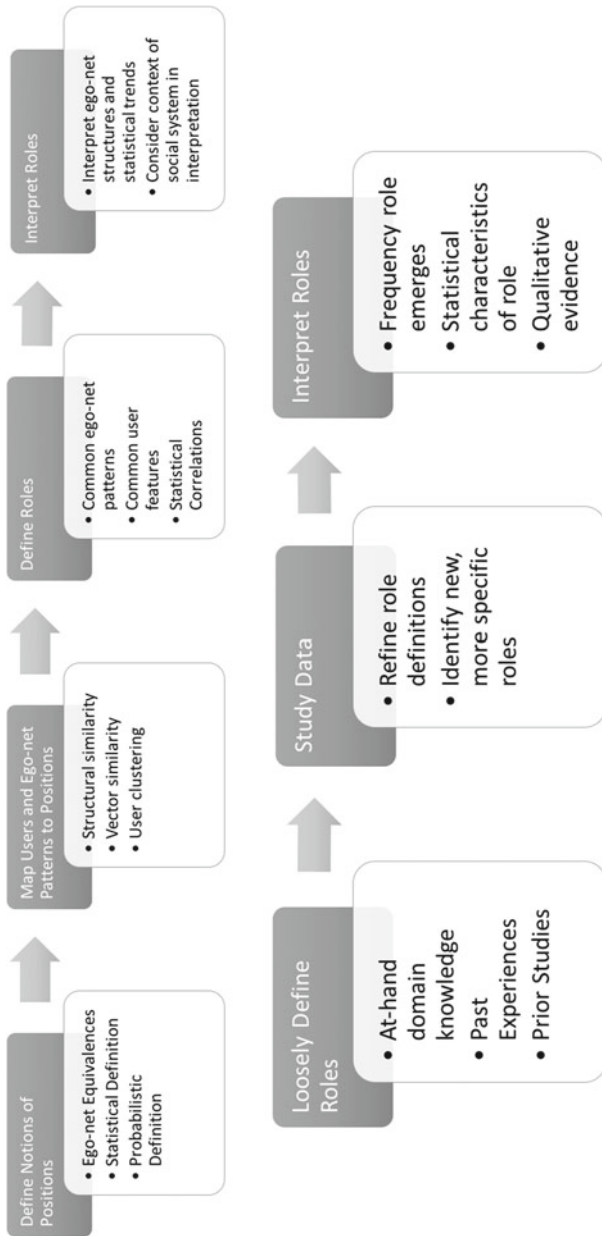 Define Notions of
Positions
• Ego-net Equivalences
• Statistical Definition
• Probabilistic
Definition
Map Users and Ego-net
Patterns to Positions
• Structural similarity
• Vector similarity
• User clustering
Define Roles
• Common ego-net
patterns
• Common user
features
• Statistical
Correlations
Interpret Roles
• Interpret ego-net
structures and
statistical trends
• Consider context of
social system in
interpretation
Loosely Define
Roles
• At-hand
domain
knowledge
• Past
Experiences
• Prior Studies
Study Data
• Refine role
definitions
• Identify new,
more specific
roles
Interpret Roles
• Frequency role
emerges
• Statistical
characteristics
of role
• Qualitative
evidence